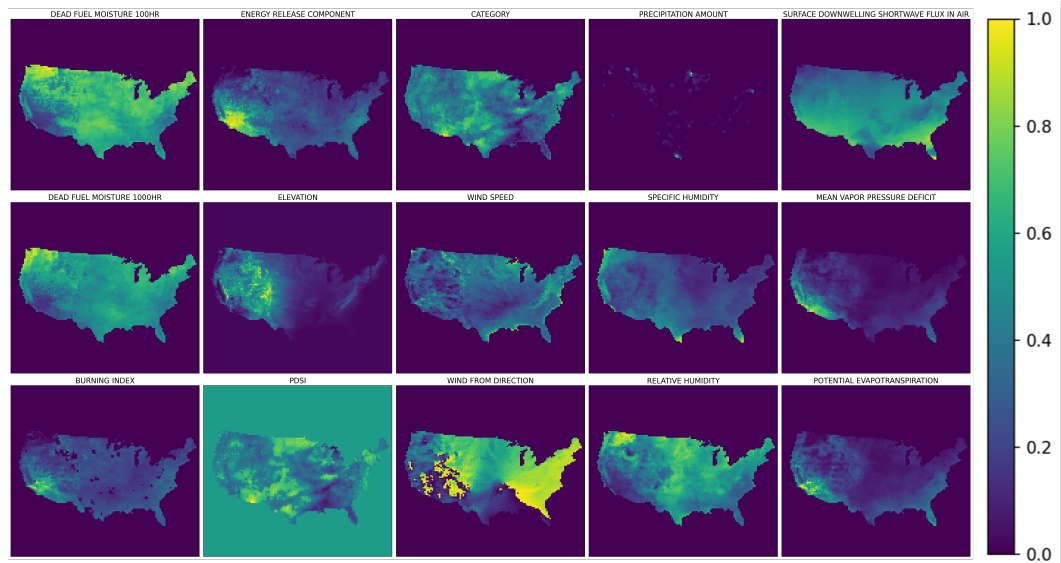 DEAD FUEL MOISTURE 100HR
ENERGY RELEASE COMPONENT
CATEGORY
PRECIPITATION AMOUNT
SURFACE DOWNWELLING SHORTWAVE FLUX IN AIR
DEAD FUEL MOISTURE 1000HR
ELEVATION
WIND SPEED
SPECIFIC HUMIDITY
MEAN VAPOR PRESSURE DEFICIT
BURNING INDEX
PDSI
WIND FROM DIRECTION
RELATIVE HUMIDITY
POTENTIAL EVAPOTRANSPIRATION
1.0
0.8
0.6
0.4
0.2
0.0